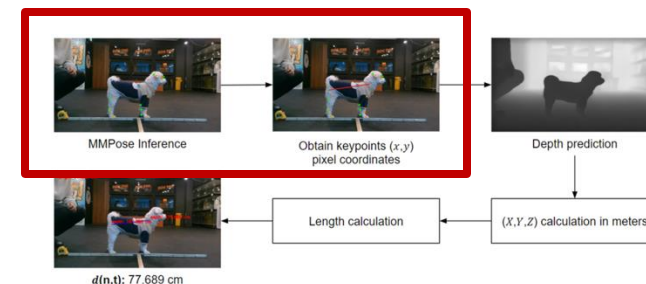 MMPose Inference
Obtain keypoints (x,y)
pixel coordinates
Depth prediction
(X,Y,Z) calculation in meters
Length calculation
d(n,t): 77.689 cm